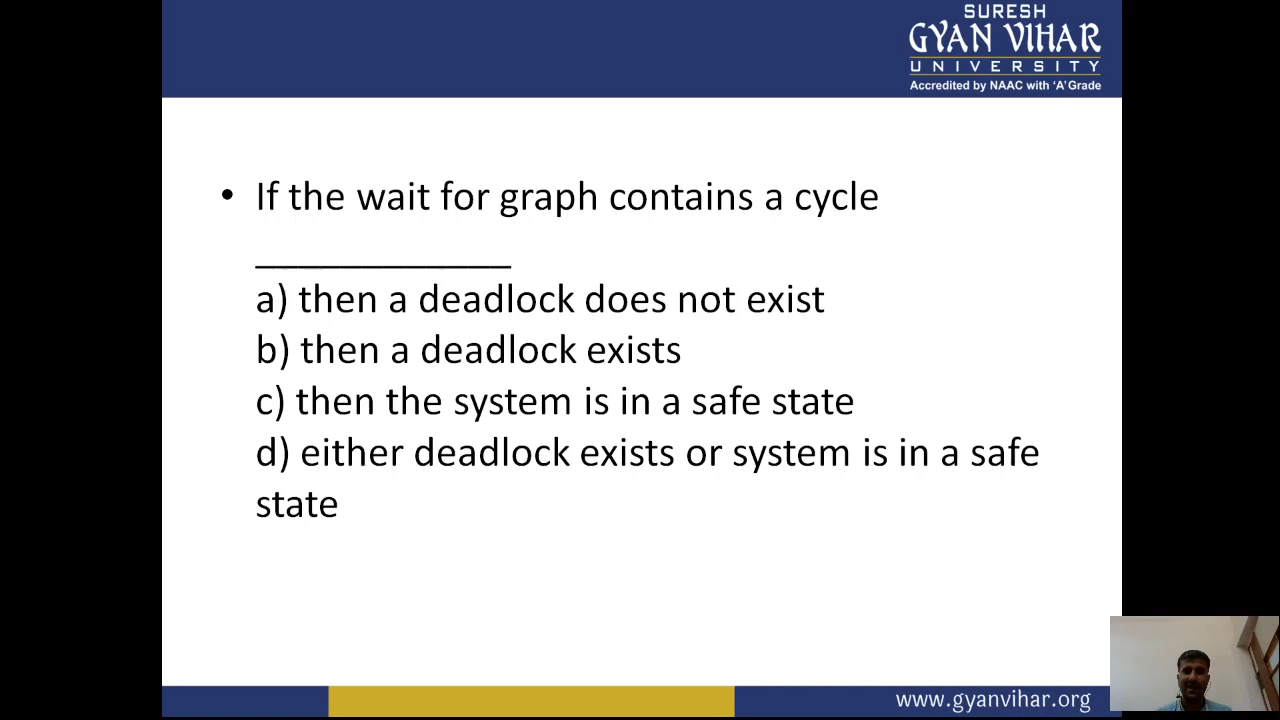 SURESH
GYAN VIHAR
UNIVERSITY
Accredited by NAAC with 'A' Grade
• If the wait for graph contains a cycle
____________
a) then a deadlock does not exist
b) then a deadlock exists
c) then the system is in a safe state
d) either deadlock exists or system is in a safe
state
www.gyanvihar.org